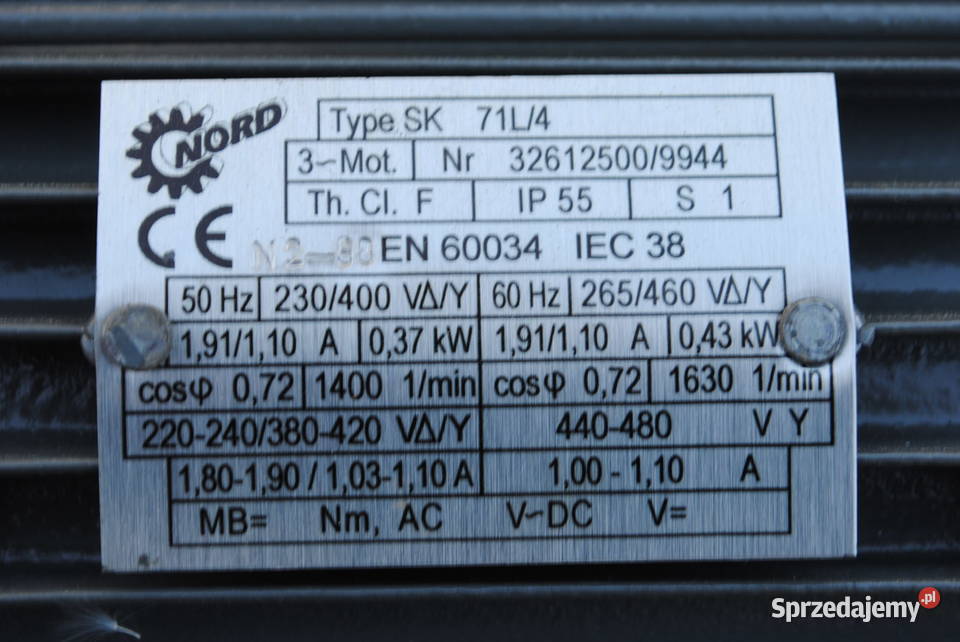 NORD
Type SK 71L/4
3~Mot. Nr 32612500/9944
Th. Cl. F IP 55 S 1
CE
EN 60034 IEC 38
50 Hz 230/400 VΔ/Y 60 Hz 265/460 VΔ/Y
1,91/1,10 A 0,37 kW 1,91/1,10 A 0,43 kW
cosφ 0,72 1400 1/min cosφ 0,72 1630 1/min
220-240/380-420 VΔ/Y 440-480 V Y
1,80-1,90 / 1,03-1,10 A 1,00 - 1,10 A
MB= Nm, AC V~DC V=
Sprzedajemy.pl